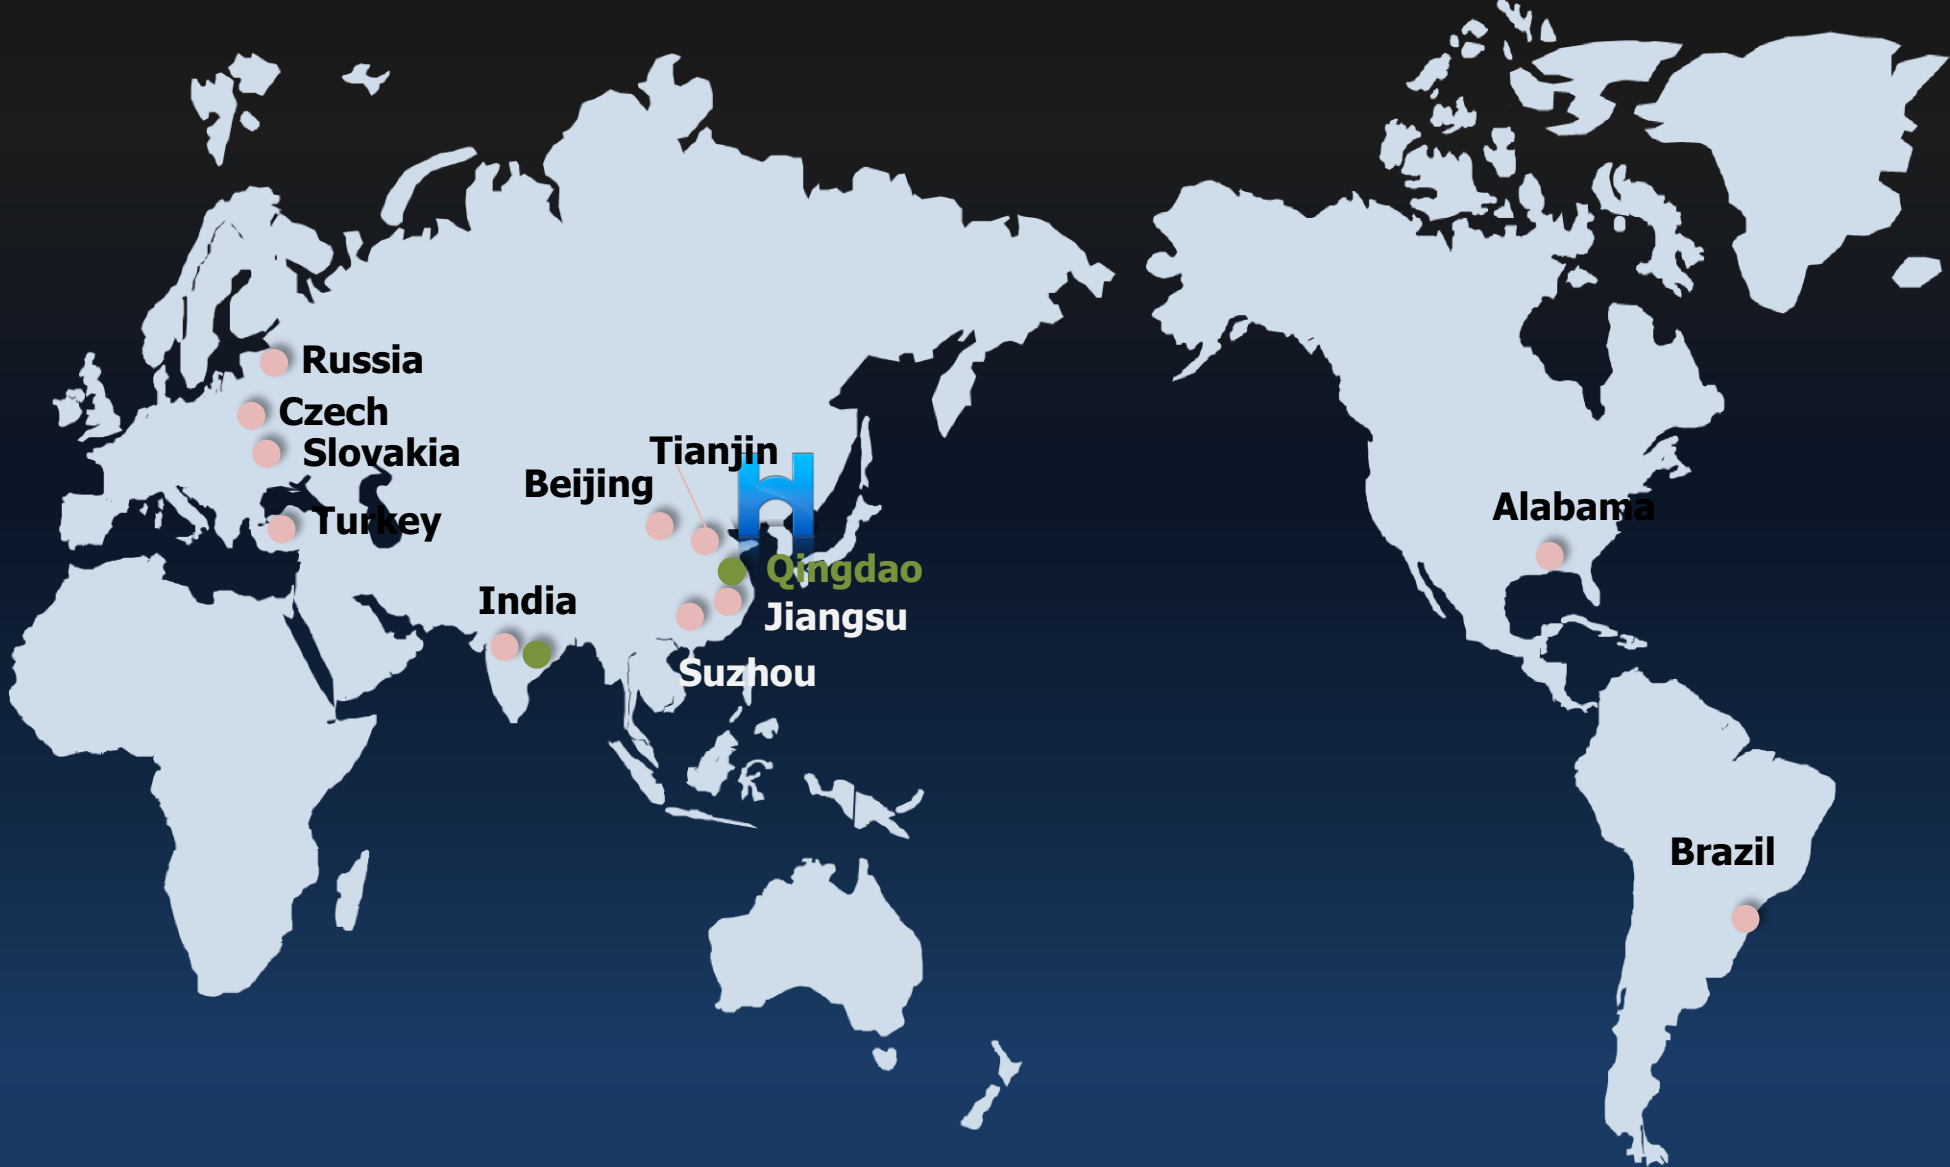 Russia
Czech
Slovakia
Turkey
Tianjin
Beijing
H
Qingdao
Jiangsu
Suzhou
India
Alabama
Brazil